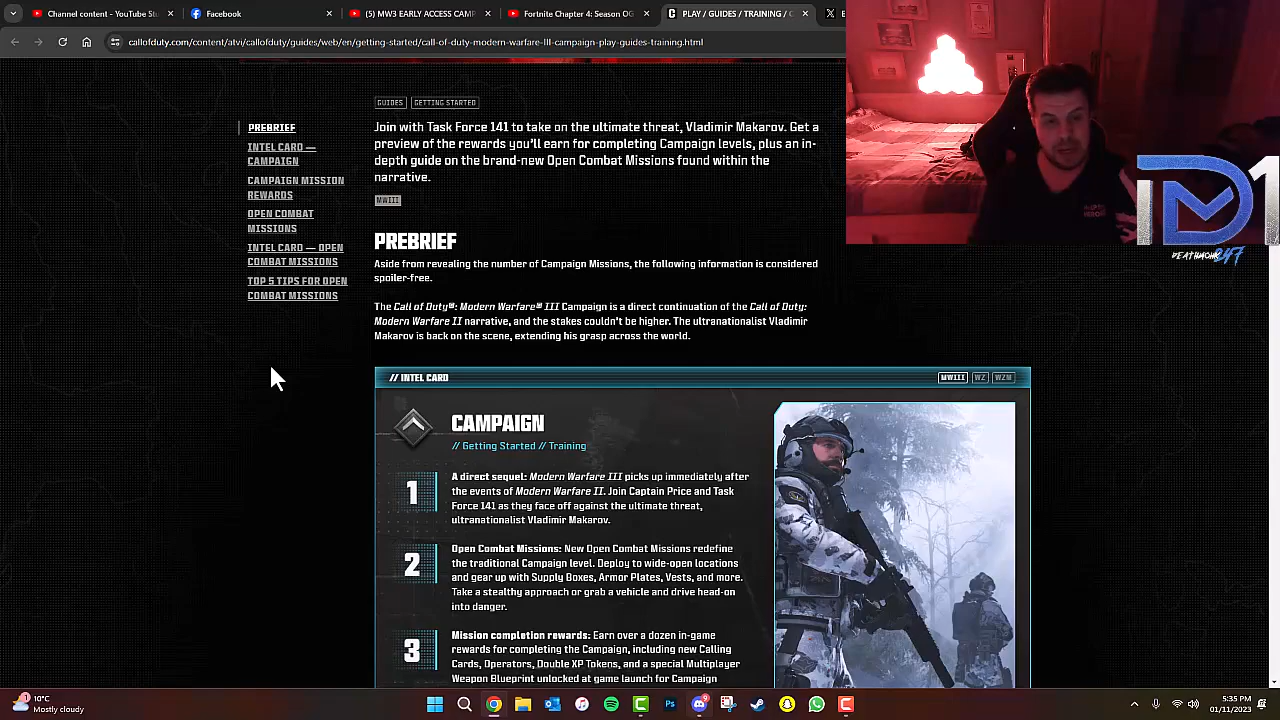 Channel content - YouTube Stud
Facebook
(5) MW3 EARLY ACCESS CAMP
Fortnite Chapter 4: Season OG
PLAY / GUIDES / TRAINING / C
callofduty.com/content/atvi/callofduty/guides/web/en/getting-started/call-of-duty-modern-warfare-III-campaign-play-guides-training.html
GUIDES GETTING STARTED
PREBRIEF
INTEL CARD —
CAMPAIGN
CAMPAIGN MISSION
REWARDS
OPEN COMBAT
MISSIONS
INTEL CARD — OPEN
COMBAT MISSIONS
TOP 5 TIPS FOR OPEN
COMBAT MISSIONS
Join with Task Force 141 to take on the ultimate threat, Vladimir Makarov. Get a
preview of the rewards you'll earn for completing Campaign levels, plus an in-
depth guide on the brand-new Open Combat Missions found within the
narrative.
MWIII
PREBRIEF
Aside from revealing the number of Campaign Missions, the following information is considered
spoiler-free.
The Call of Duty®: Modern Warfare® III Campaign is a direct continuation of the Call of Duty:
Modern Warfare II narrative, and the stakes couldn't be higher. The ultranationalist Vladimir
Makarov is back on the scene, extending his grasp across the world.
// INTEL CARD
MWIII WZ WZM
CAMPAIGN
// Getting Started // Training
1
A direct sequel: Modern Warfare III picks up immediately after
the events of Modern Warfare II. Join Captain Price and Task
Force 141 as they face off against the ultimate threat,
ultranationalist Vladimir Makarov.
2
Open Combat Missions: New Open Combat Missions redefine
the traditional Campaign level. Deploy to wide-open locations
and gear up with Supply Boxes, Armor Plates, Vests, and more.
Take a stealthy approach or grab a vehicle and drive head-on
into danger.
3
Mission completion rewards: Earn over a dozen in-game
rewards for completing the Campaign, including new Calling
Cards, Operators, Double XP Tokens, and a special Multiplayer
Weapon Blueprint unlocked at game launch for Campaign
10°C
Mostly cloudy
5:35 PM
01/11/2023